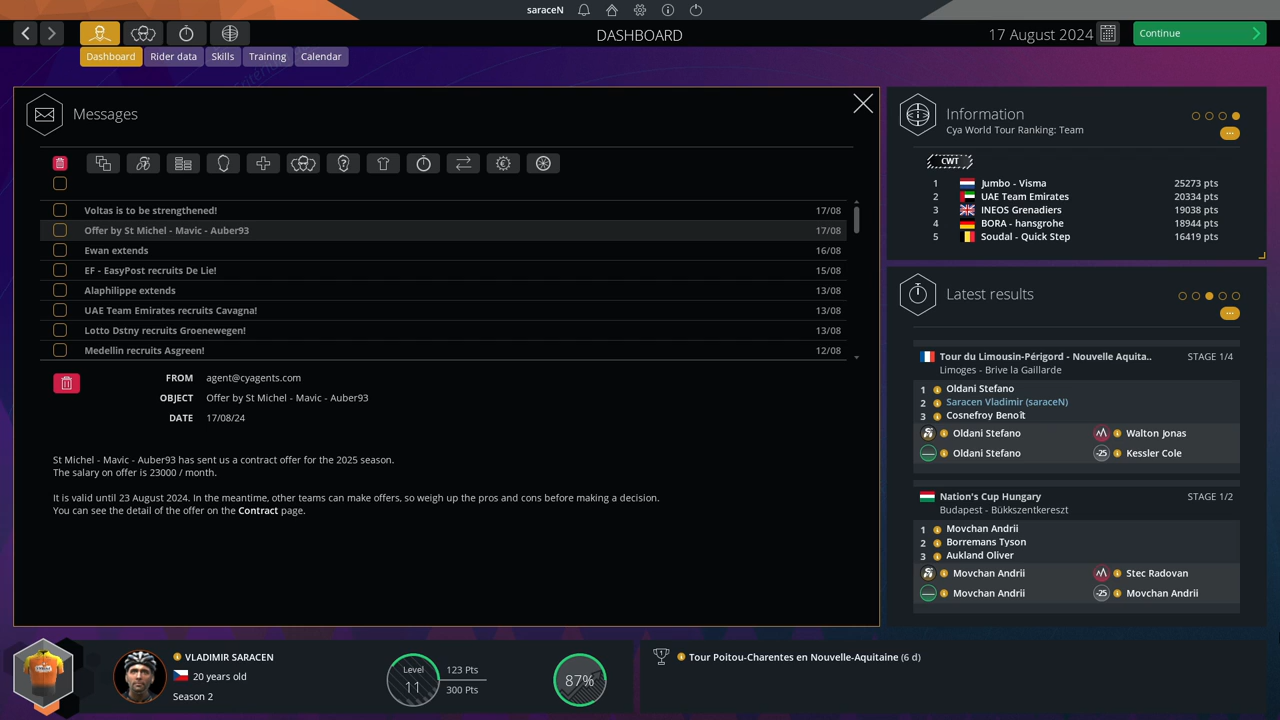 saraceN
DASHBOARD
17 August 2024
Continue
Dashboard
Rider data
Skills
Training
Calendar
Messages
Voltas is to be strengthened! 17/08
Offer by St Michel - Mavic - Auber93 17/08
Ewan extends 16/08
EF - EasyPost recruits De Lie! 15/08
Alaphilippe extends 13/08
UAE Team Emirates recruits Cavagna! 13/08
Lotto Dstny recruits Groenewegen! 13/08
Medellin recruits Asgreen! 12/08
FROM agent@cyagents.com
OBJECT Offer by St Michel - Mavic - Auber93
DATE 17/08/24
St Michel - Mavic - Auber93 has sent us a contract offer for the 2025 season.
The salary on offer is 23000 / month.
It is valid until 23 August 2024. In the meantime, other teams can make offers, so weigh up the pros and cons before making a decision.
You can see the detail of the offer on the Contract page.
Information
Cya World Tour Ranking: Team
CWT
1 Jumbo - Visma 25273 pts
2 UAE Team Emirates 20334 pts
3 INEOS Grenadiers 19038 pts
4 BORA - hansgrohe 18944 pts
5 Soudal - Quick Step 16419 pts
Latest results
Tour du Limousin-Périgord - Nouvelle Aquita.. STAGE 1/4
Limoges - Brive la Gaillarde
1 Oldani Stefano
2 Saracen Vladimir (saraceN)
3 Cosnefroy Benoît
Oldani Stefano Walton Jonas
Oldani Stefano -25 Kessler Cole
Nation's Cup Hungary STAGE 1/2
Budapest - Bükkszentkereszt
1 Movchan Andrii
2 Borremans Tyson
3 Aukland Oliver
Movchan Andrii Stec Radovan
Movchan Andrii -25 Movchan Andrii
VLADIMIR SARACEN
20 years old
Season 2
Level
11
123 Pts
300 Pts
87%
Tour Poitou-Charentes en Nouvelle-Aquitaine (6 d)